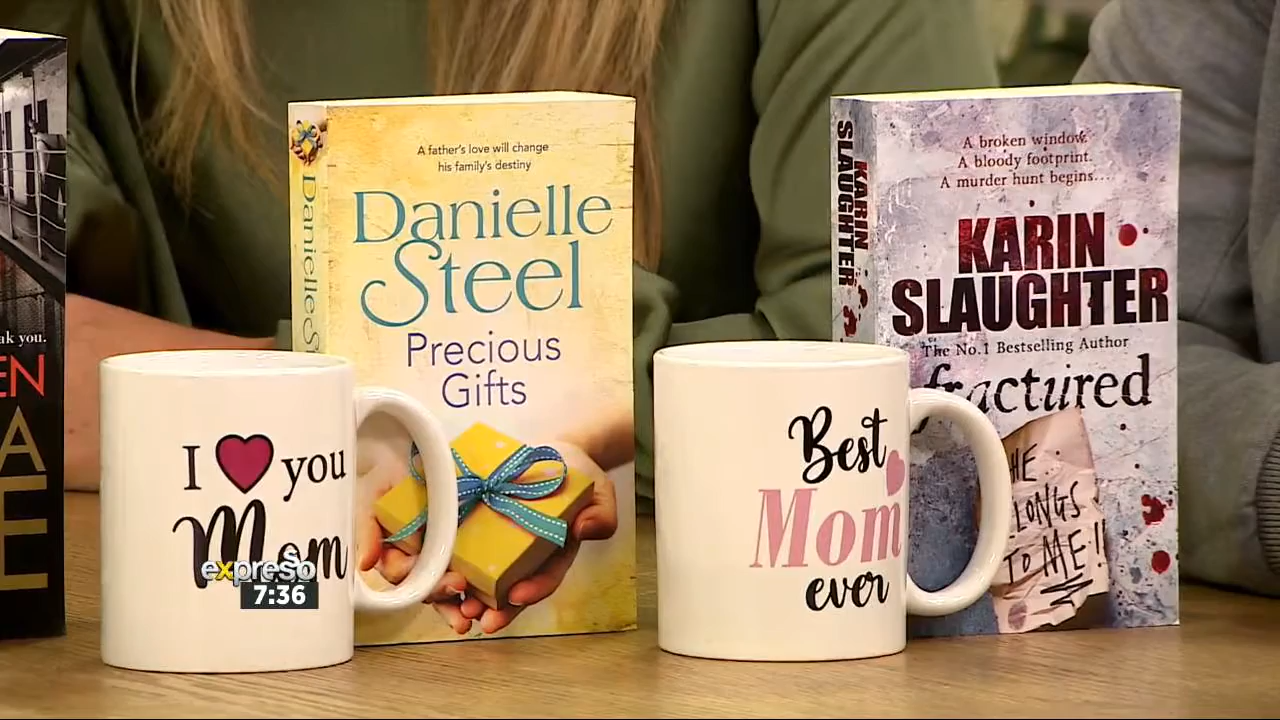 ak you.
EN
A
E
Danielle S
A father's love will change
his family's destiny
Danielle
Steel
Precious
Gifts
I you
Mom
expreso
7:36
KARIN
SLAUGHTER
A broken window.
A bloody footprint.
A murder hunt begins....
KARIN
SLAUGHTER
The No.1 Bestselling Author
fractured
HE
LONGS
TO ME!!
Best
Mom
ever